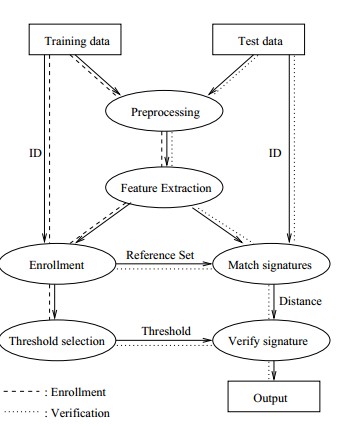 Training data
Test data
Preprocessing
ID
ID
Feature Extraction
Reference Set
Enrollment
Match signatures
Distance
Threshold
Threshold selection
Verify signature
: Enrollment
Output
: Verification